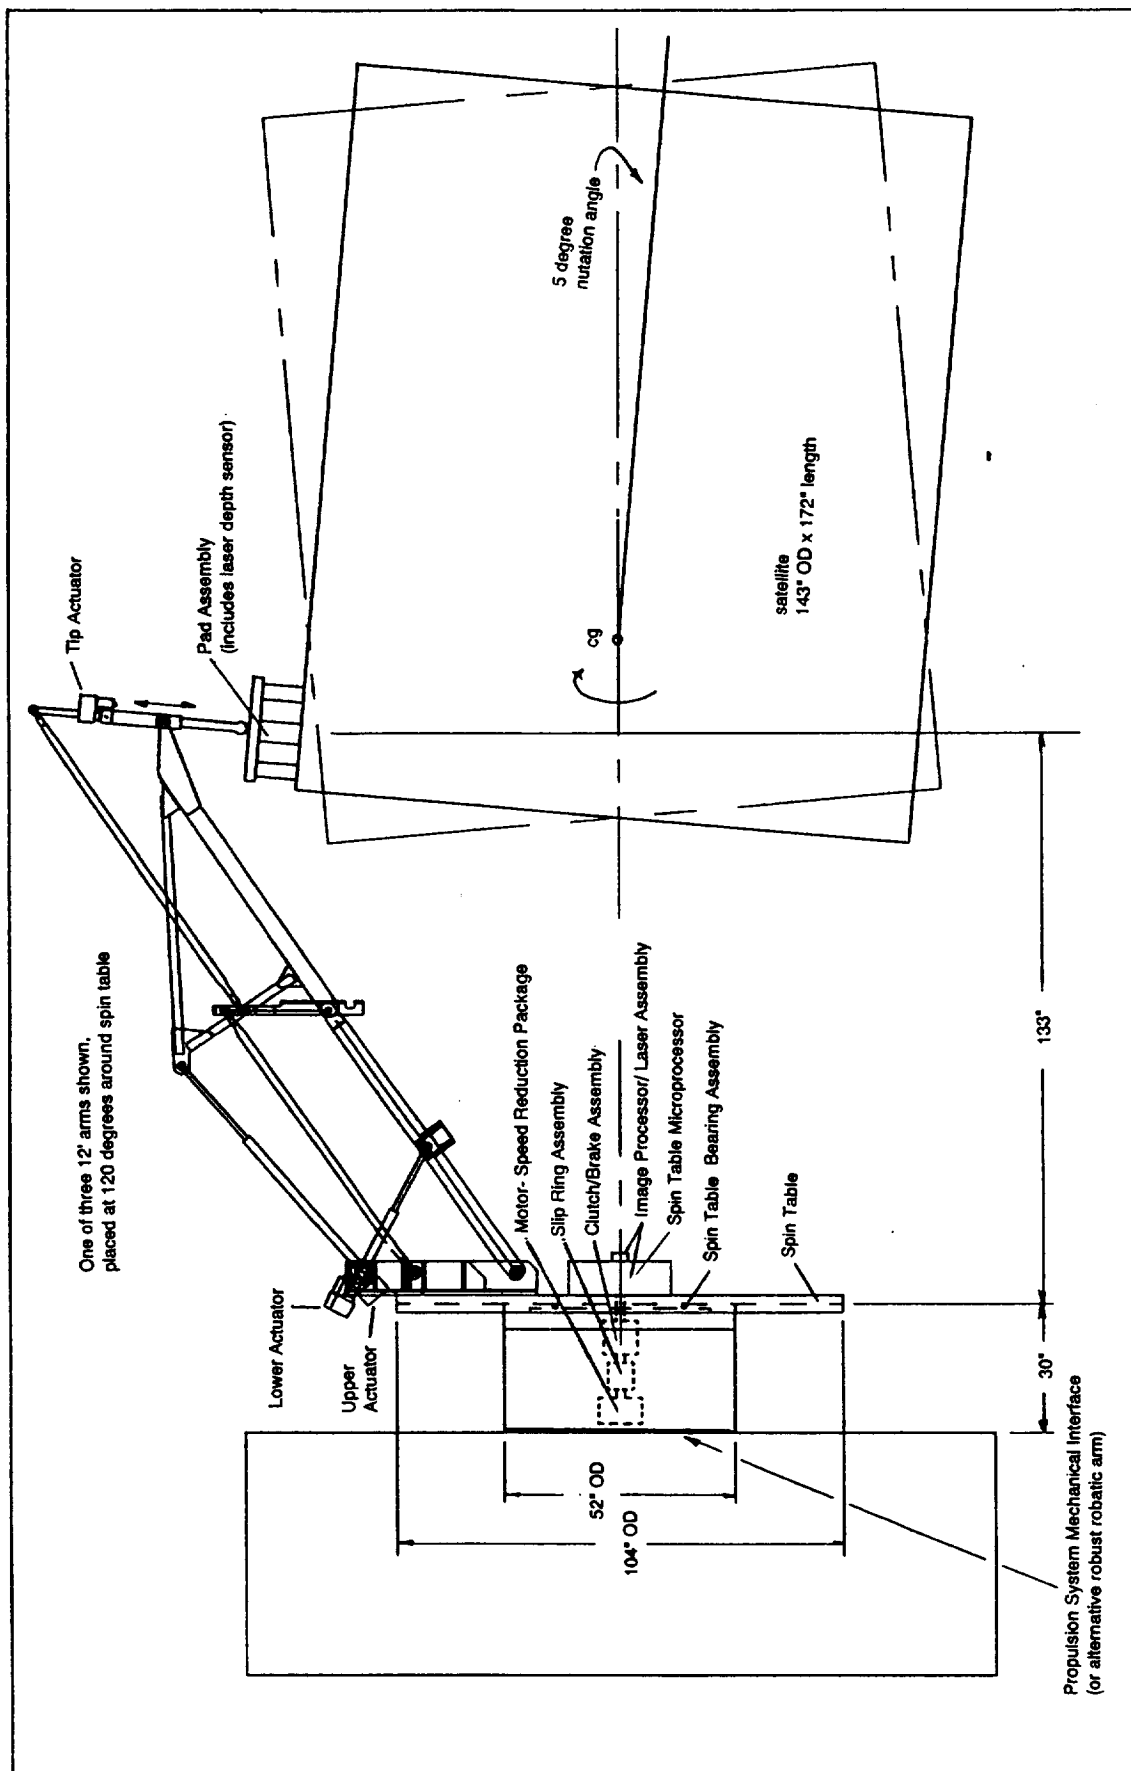 One of three 12' arms shown,
placed at 120 degrees around spin table
Tip Actuator
Pad Assembly
(includes laser depth sensor)
5 degree
nutation angle
cg
satellite
143" OD x 172" length
Lower Actuator
Upper
Actuator
Motor- Speed Reduction Package
Slip Ring Assembly
Clutch/Brake Assembly
Image Processor/ Laser Assembly
Spin Table Microprocessor
Spin Table Bearing Assembly
Spin Table
52" OD
104" OD
30"
133"
Propulsion System Mechanical Interface
(or alternative robust robatic arm)